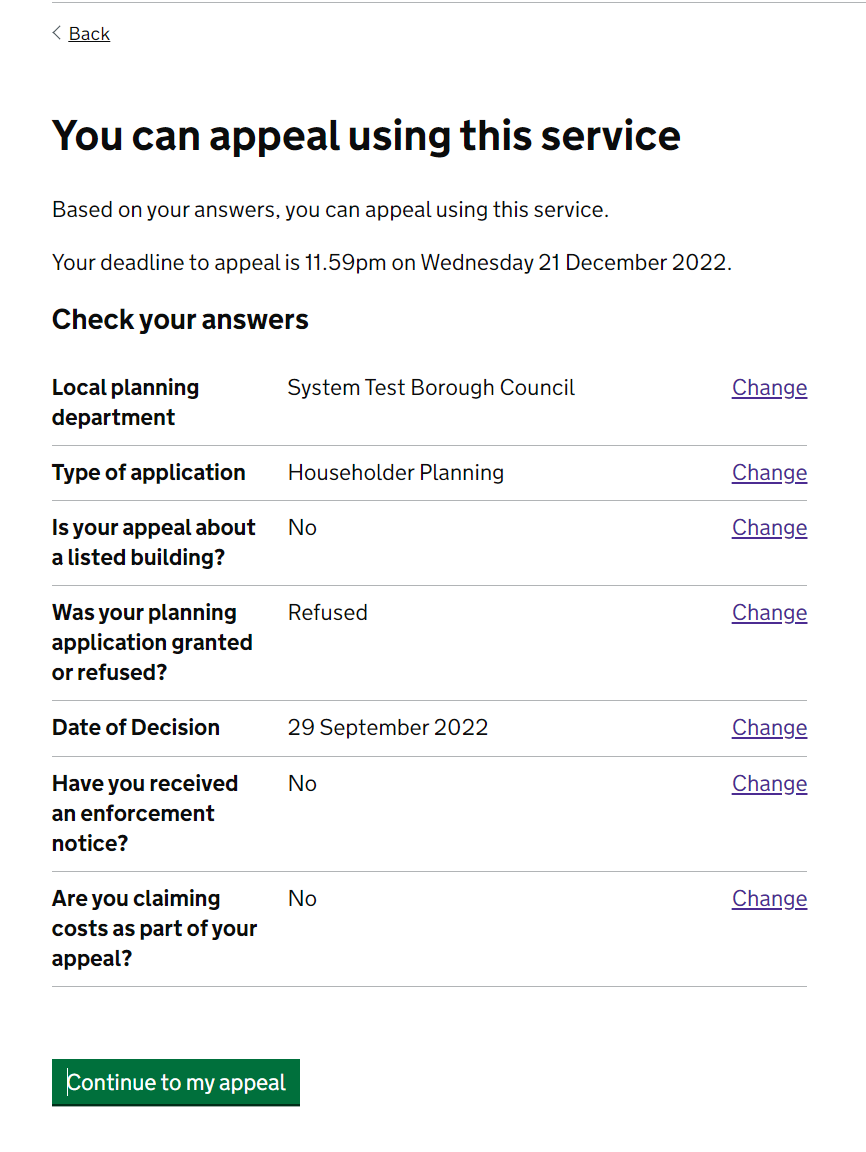 Back
You can appeal using this service
Based on your answers, you can appeal using this service.
Your deadline to appeal is 11.59pm on Wednesday 21 December 2022.
Check your answers
Local planning
department
System Test Borough Council
Change
Type of application
Householder Planning
Change
Is your appeal about
a listed building?
No
Change
Was your planning
application granted
or refused?
Refused
Change
Date of Decision
29 September 2022
Change
Have you received
an enforcement
notice?
No
Change
Are you claiming
costs as part of your
appeal?
No
Change
Continue to my appeal